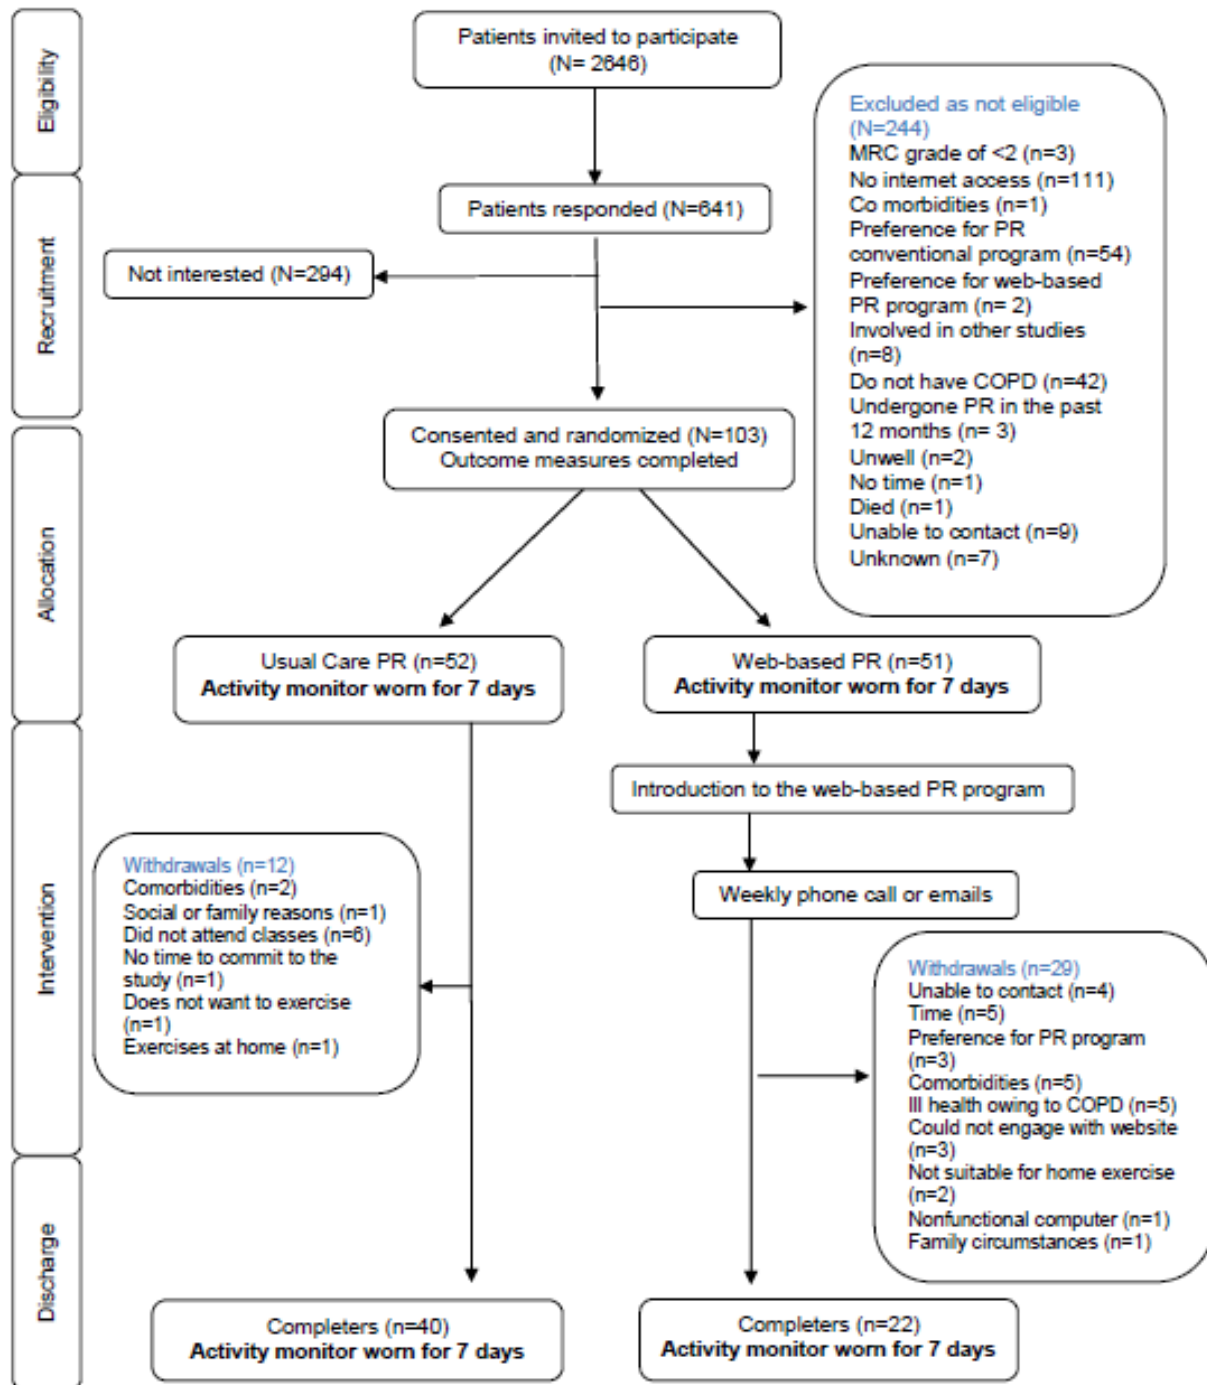 Eligibility
Patients invited to participate
(N= 2646)
Excluded as not eligible
(N=244)
MRC grade of <2 (n=3)
No internet access (n=111)
Co morbidities (n=1)
Preference for PR
conventional program (n=54)
Preference for web-based
PR program (n= 2)
Involved in other studies
(n=8)
Do not have COPD (n=42)
Undergone PR in the past
12 months (n= 3)
Unwell (n=2)
No time (n=1)
Died (n=1)
Unable to contact (n=9)
Unknown (n=7)
Recruitment
Patients responded (N=641)
Not interested (N=294)
Allocation
Consented and randomized (N=103)
Outcome measures completed
Usual Care PR (n=52)
Activity monitor worn for 7 days
Web-based PR (n=51)
Activity monitor worn for 7 days
Intervention
Introduction to the web-based PR program
Weekly phone call or emails
Withdrawals (n=12)
Comorbidities (n=2)
Social or family reasons (n=1)
Did not attend classes (n=6)
No time to commit to the
study (n=1)
Does not want to exercise
(n=1)
Exercises at home (n=1)
Withdrawals (n=29)
Unable to contact (n=4)
Time (n=5)
Preference for PR program
(n=3)
Comorbidities (n=5)
Ill health owing to COPD (n=5)
Could not engage with website
(n=3)
Not suitable for home exercise
(n=2)
Nonfunctional computer (n=1)
Family circumstances (n=1)
Discharge
Completers (n=40)
Activity monitor worn for 7 days
Completers (n=22)
Activity monitor worn for 7 days